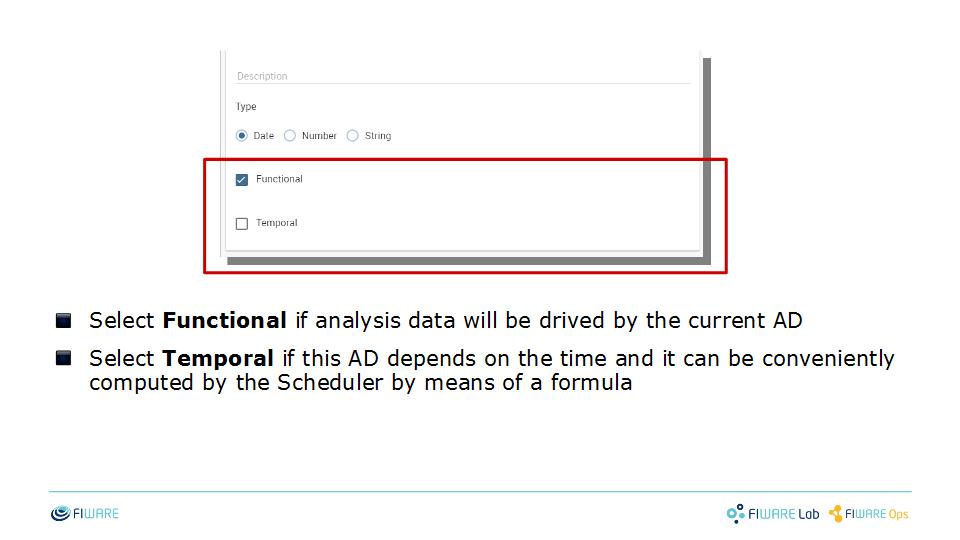 Description
Type
Date Number String
Functional
Temporal
Select Functional if analysis data will be drived by the current AD
Select Temporal if this AD depends on the time and it can be conveniently
computed by the Scheduler by means of a formula
FIWARE FIWARE Lab FIWARE Ops